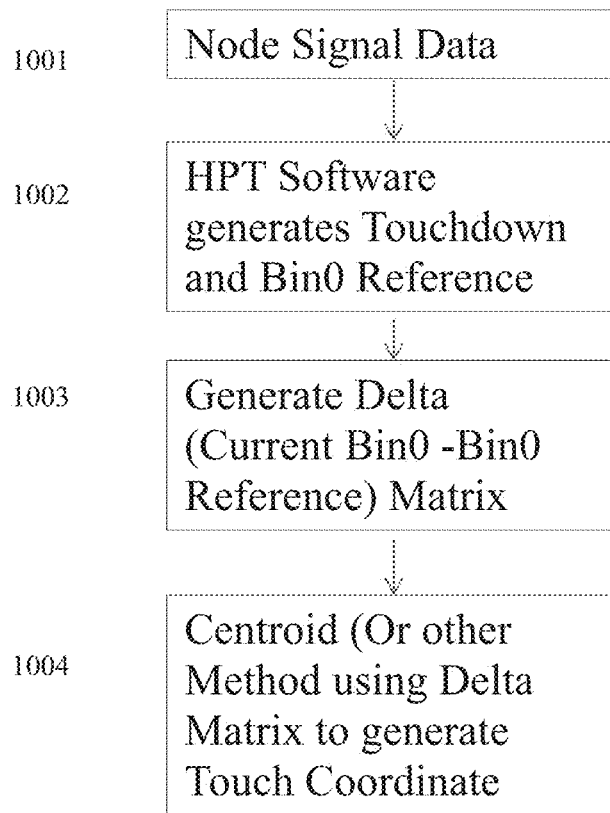 1001
Node Signal Data
1002
HPT Software
generates Touchdown
and Bin0 Reference
1003
Generate Delta
(Current Bin0 -Bin0
Reference) Matrix
1004
Centroid (Or other
Method using Delta
Matrix to generate
Touch Coordinate